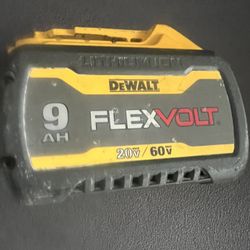 LITHIUM ION
DEWALT
9
AH
FLEXVOLT
20V/60V